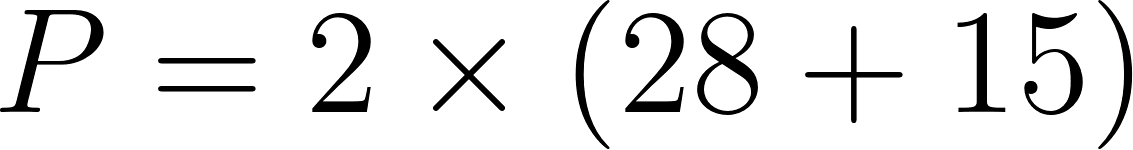 P = 2 × (28 + 15)